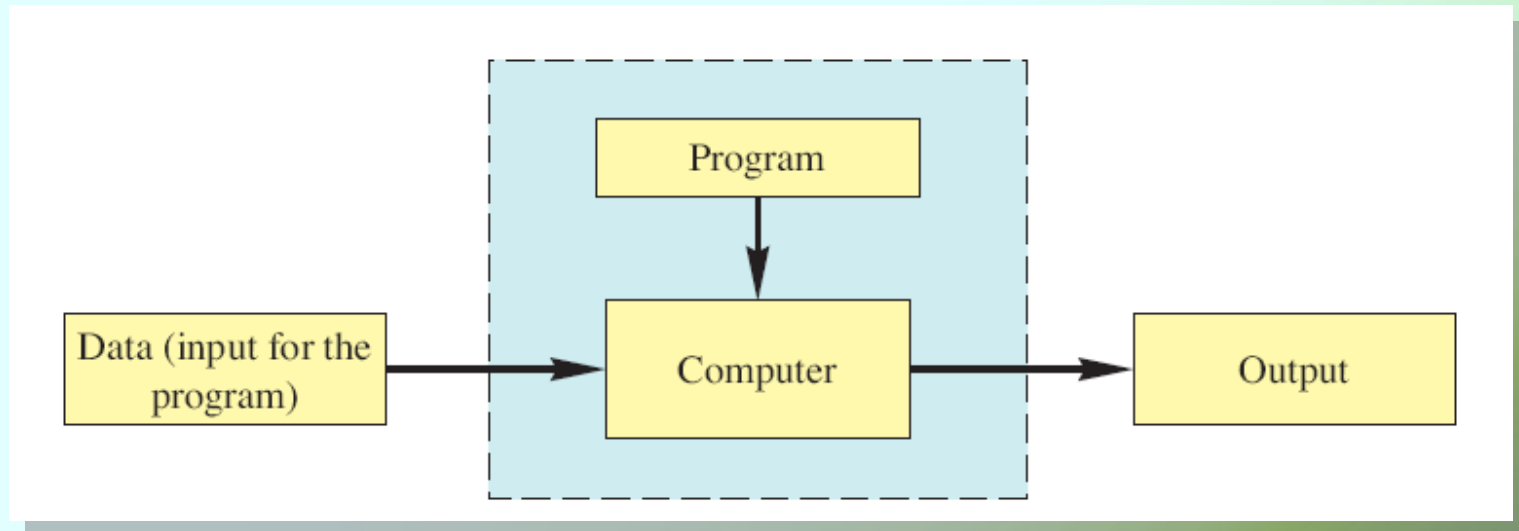 Program
Data (input for the
program)
Computer
Output